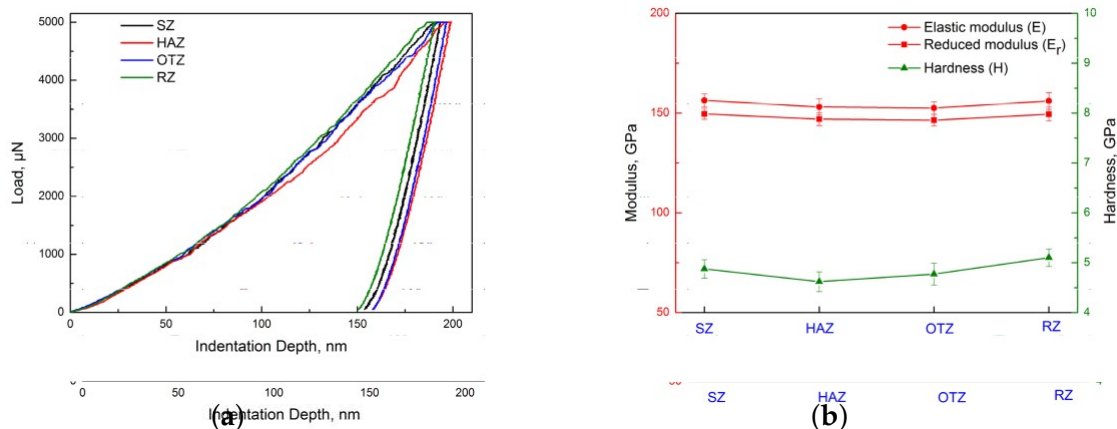 SZ
HAZ
OTZ
RZ
5000
4000
3000
2000
1000
0
Load, µN
0 50 100 150 200
Indentation Depth, nm
0 50 100 150 200
Indentation Depth, nm
(a)
200
150
100
50
Modulus, GPa
Elastic modulus (E)
Reduced modulus (Er)
Hardness (H)
10
9
8
7
6
5
4
Hardness, GPa
SZ HAZ OTZ RZ
SZ HAZ OTZ RZ
(b)